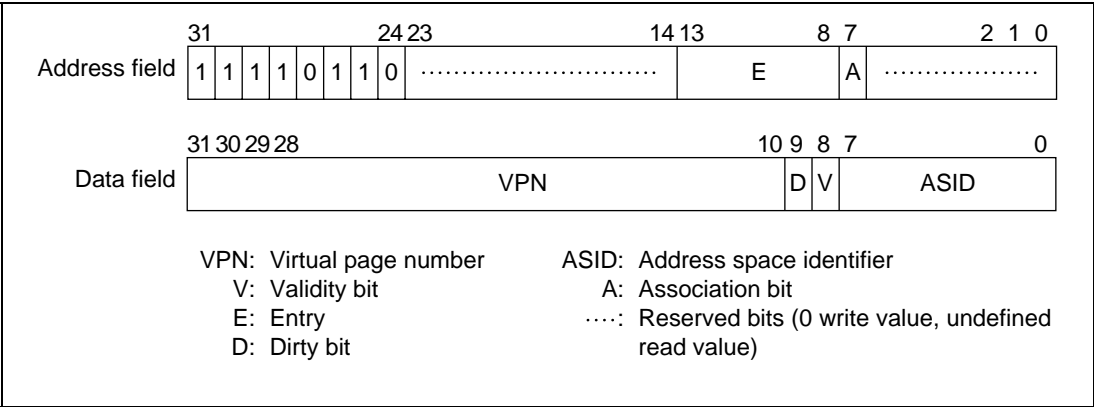 31 24 23 14 13 8 7 2 1 0
Address field 1 1 1 1 0 1 1 0 ............................. E A ...................
31 30 29 28 10 9 8 7 0
Data field VPN D V ASID
VPN: Virtual page number ASID: Address space identifier
V: Validity bit A: Association bit
E: Entry ····: Reserved bits (0 write value, undefined
D: Dirty bit read value)